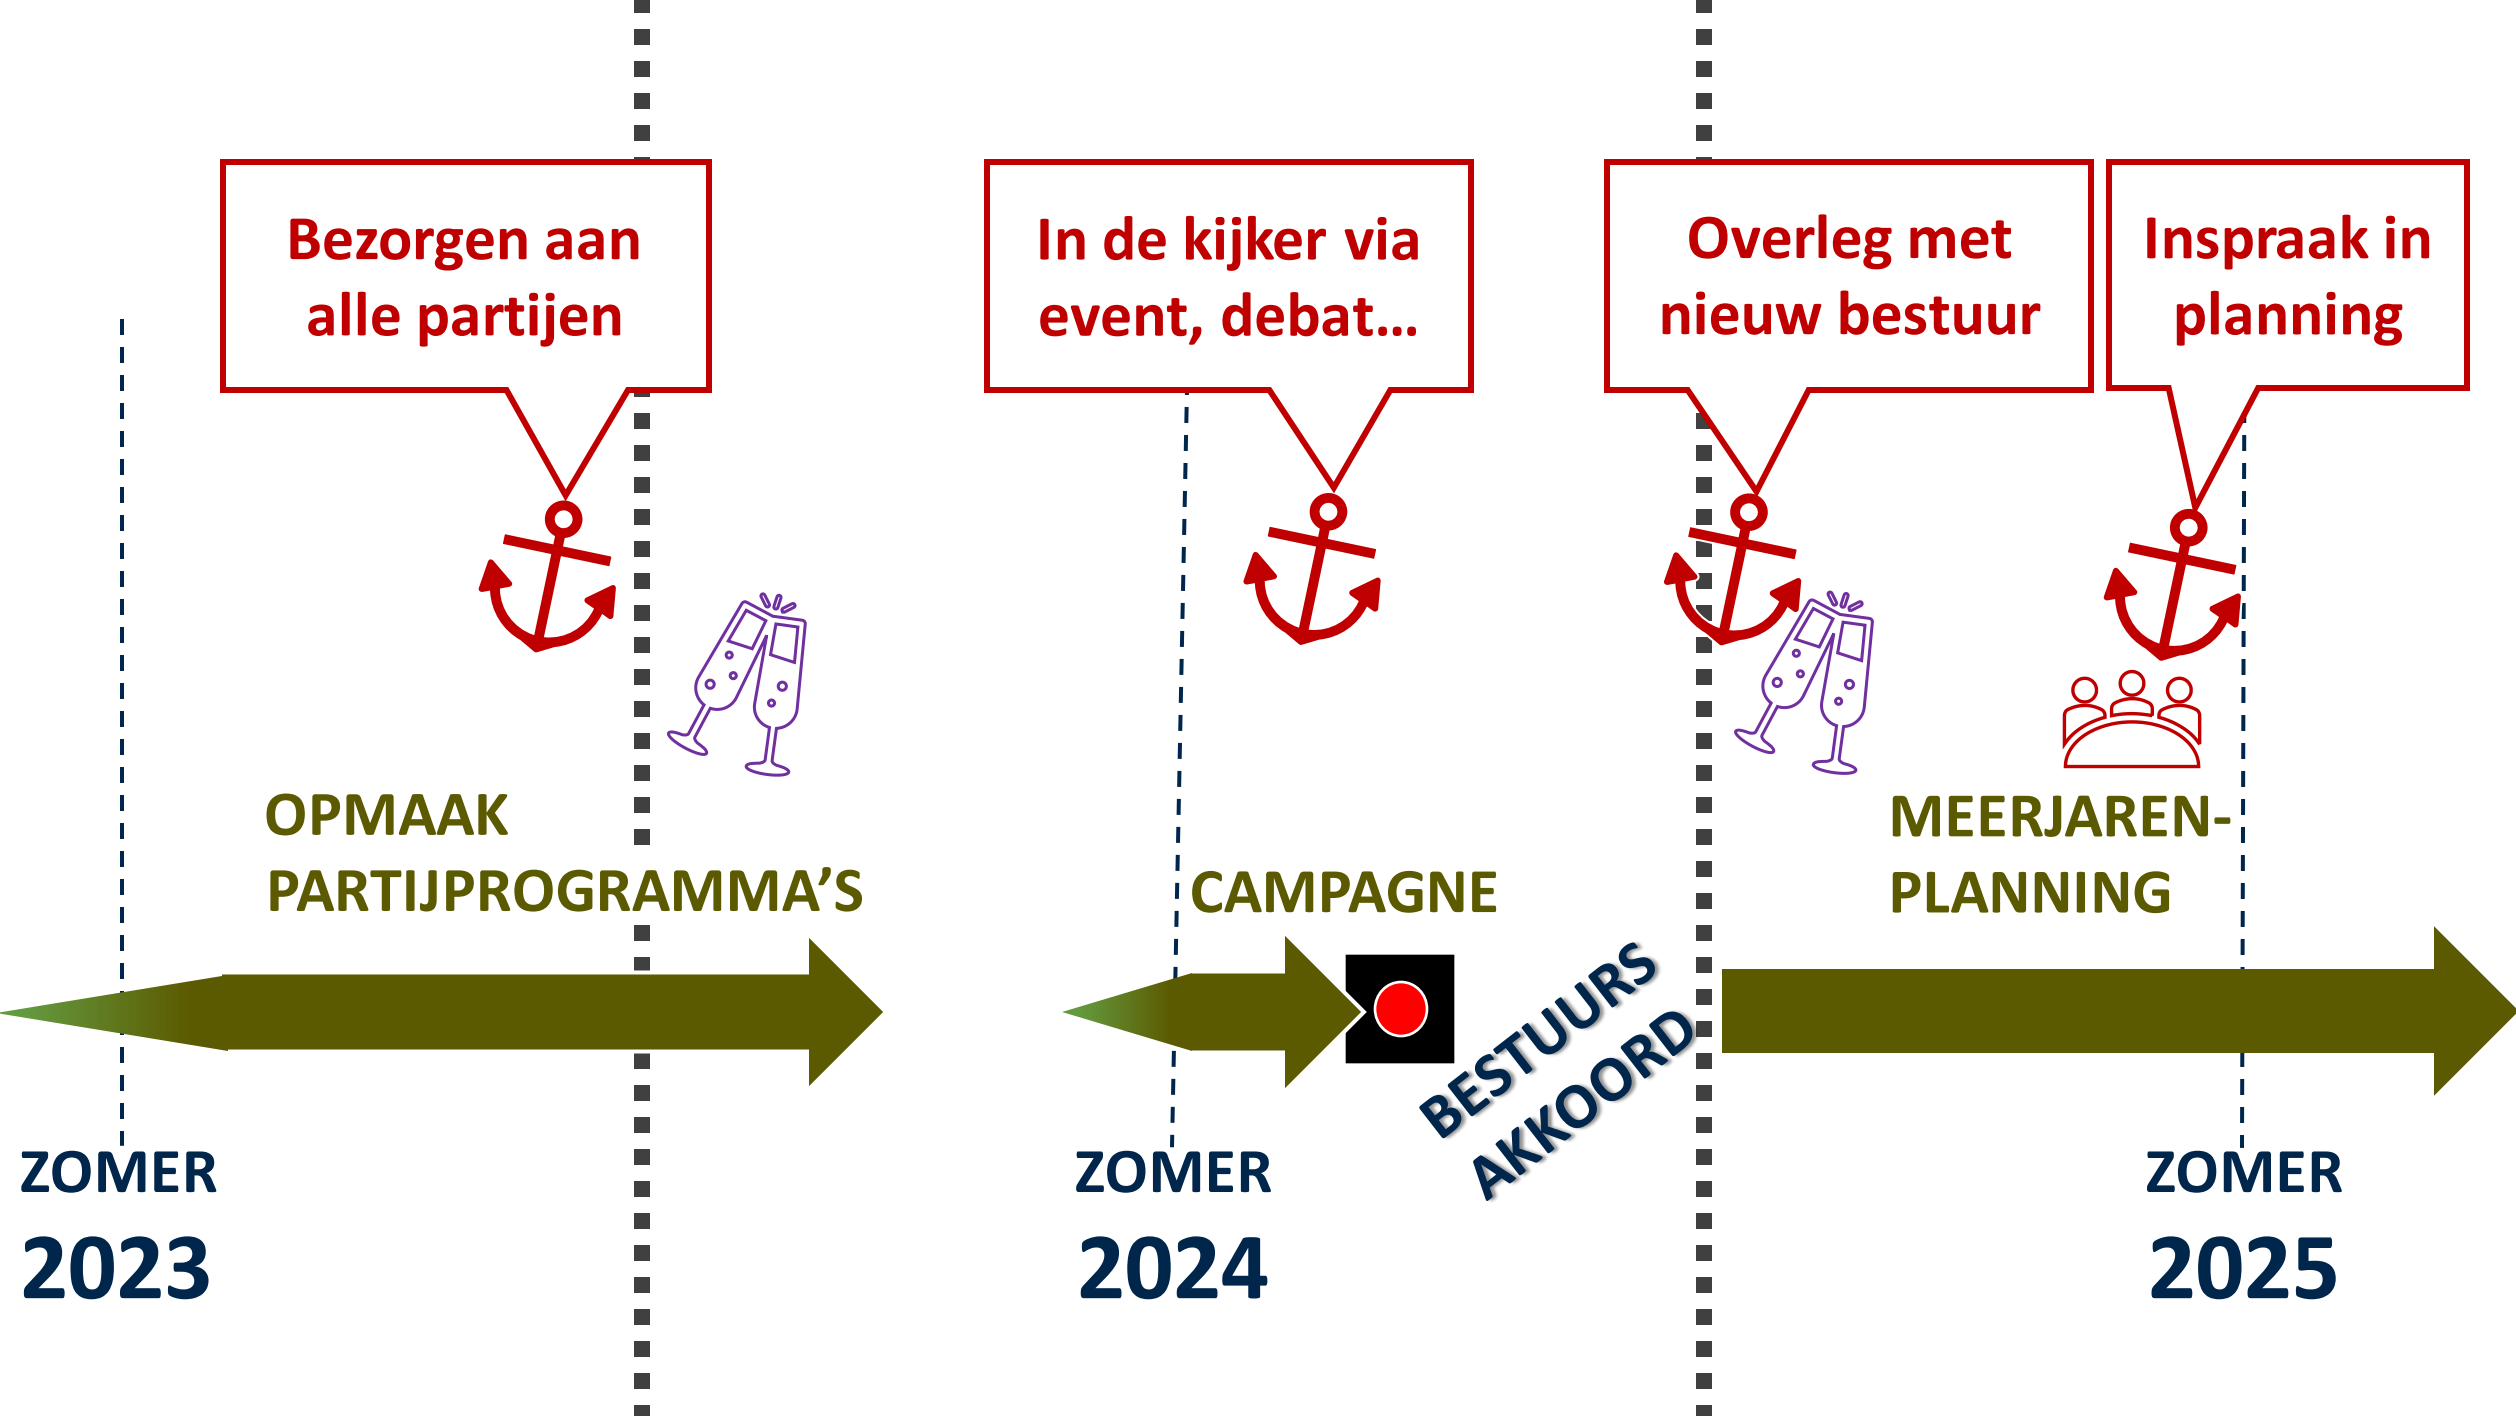 Bezorgen aan
alle partijen
In de kijker via
event, debat...
Overleg met
nieuw bestuur
Inspraak in
planning
OPMAAK
PARTIJPROGRAMMA’S
CAMPAGNE
BESTUURS
AKKOORD
MEERJAREN-
PLANNING
ZOMER
2023
ZOMER
2024
ZOMER
2025